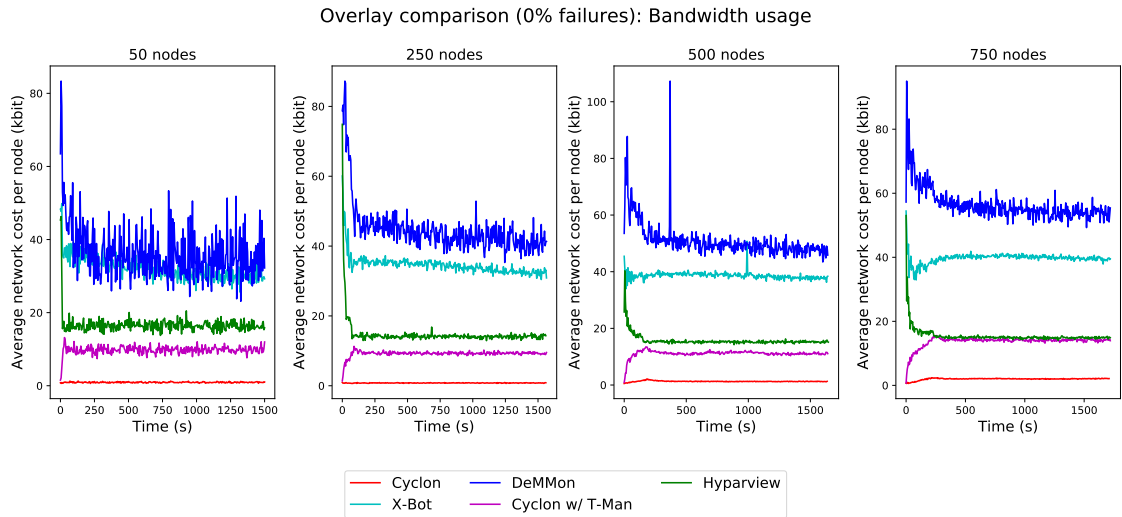 Overlay comparison (0% failures): Bandwidth usage
50 nodes
Average network cost per node (kbit)
80
60
40
20
0
0 250 500 750 1000 1250 1500
Time (s)
250 nodes
Average network cost per node (kbit)
80
60
40
20
0
0 250 500 750 1000 1250 1500
Time (s)
500 nodes
Average network cost per node (kbit)
100
80
60
40
20
0
0 500 1000 1500
Time (s)
750 nodes
Average network cost per node (kbit)
80
60
40
20
0
0 500 1000 1500
Time (s)
Cyclon DeMMon Hyparview
X-Bot Cyclon w/ T-Man